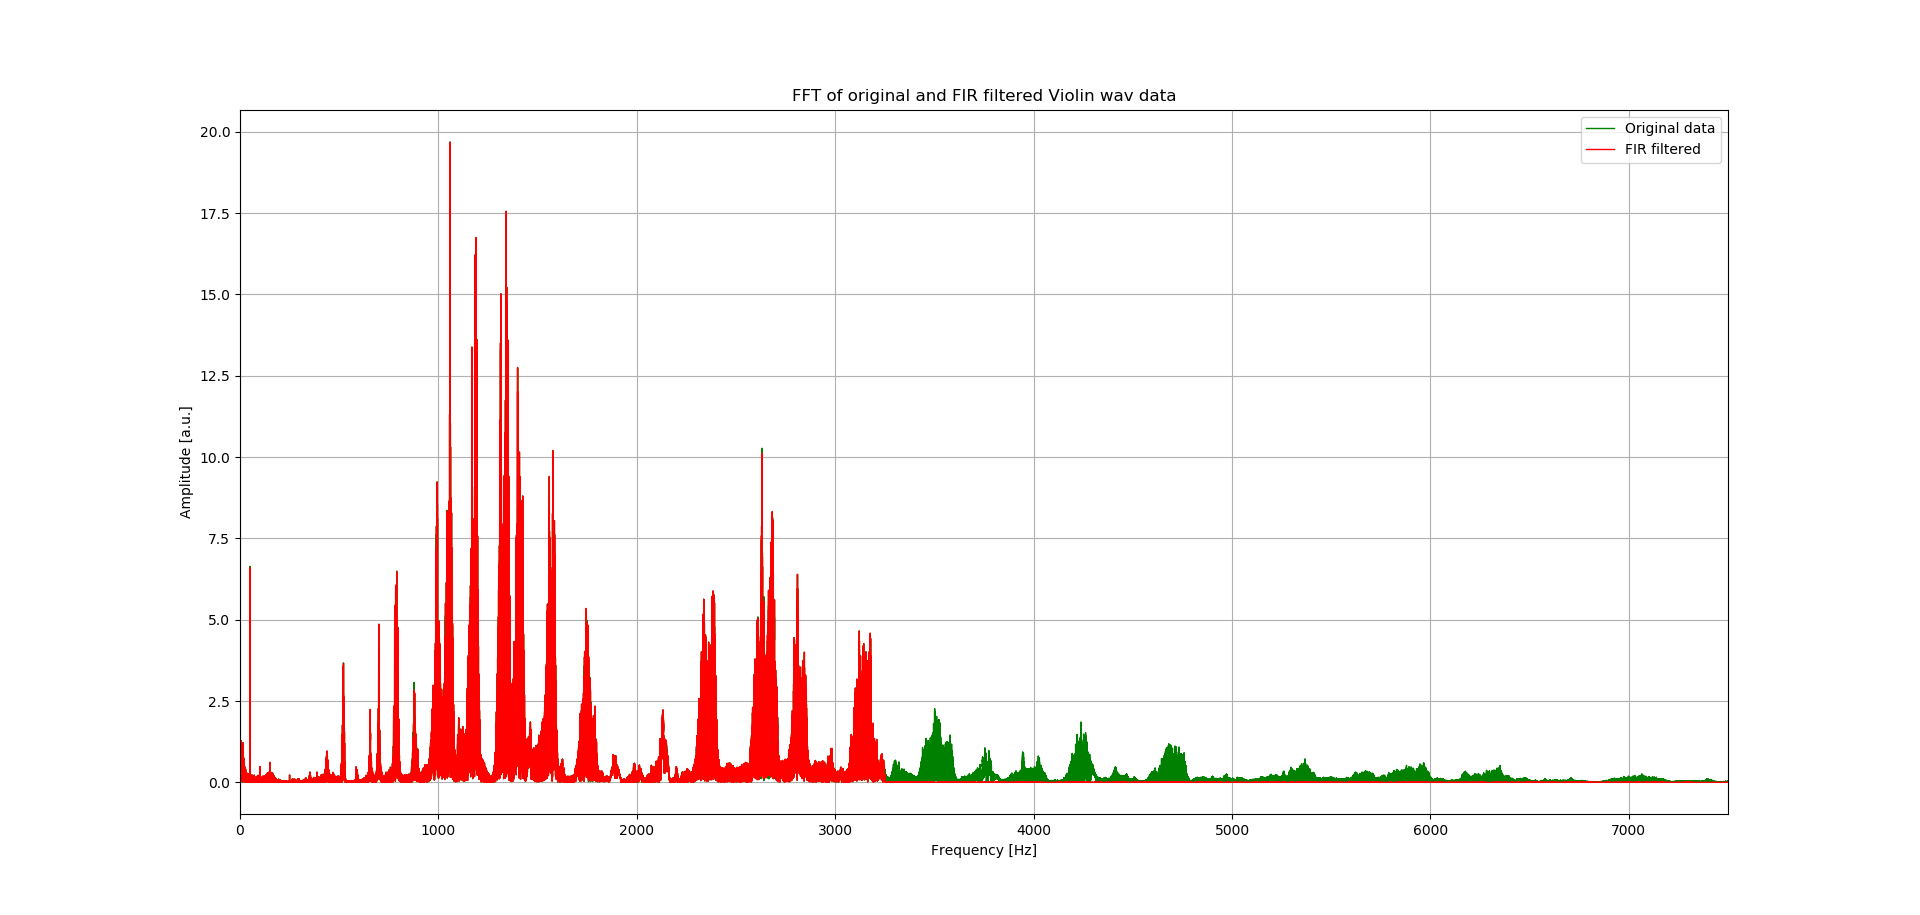 FFT of original and FIR filtered Violin wav data
Original data
FIR filtered
Amplitude [a.u.]
20.0
17.5
15.0
12.5
10.0
7.5
5.0
2.5
0.0
0 1000 2000 3000 4000 5000 6000 7000
Frequency [Hz]